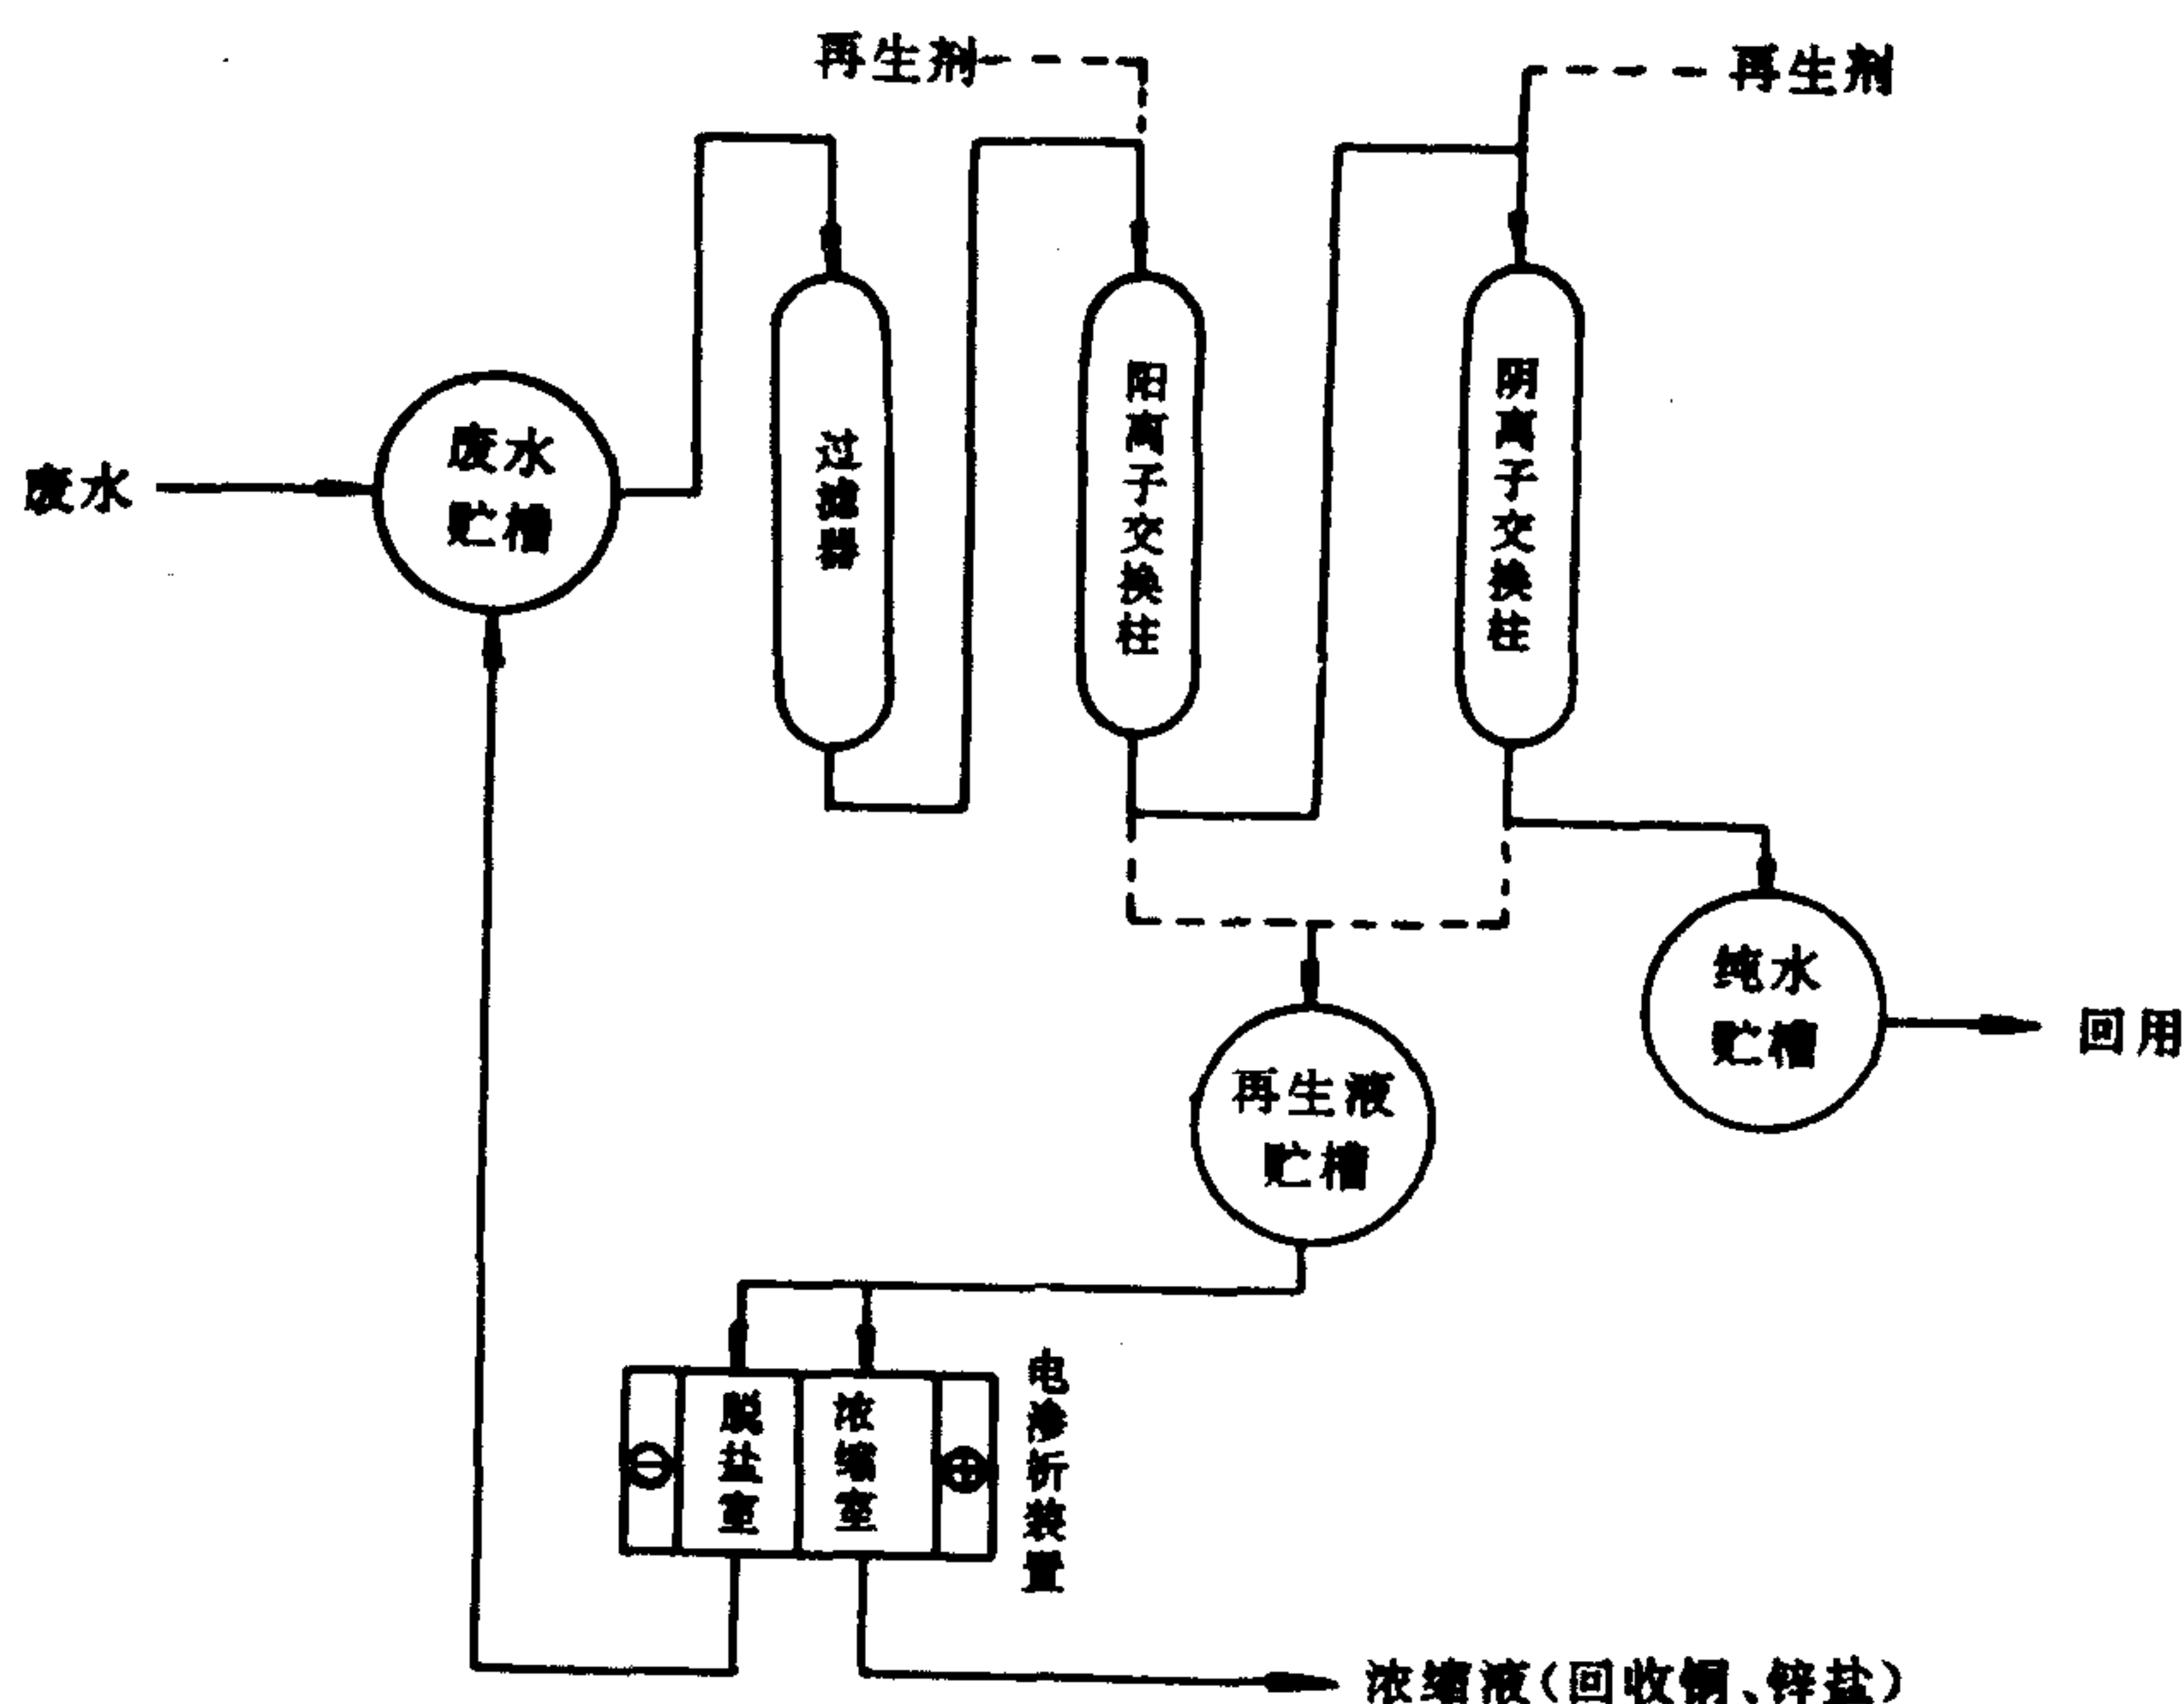 再生剂
再生剂
废水
废水
贮槽
过滤器
阳离子交换柱
阴离子交换柱
纯水
贮槽
回用
再生液
贮槽
脱盐室
浓缩室
电渗析装置
浓缩液(回收铜、锌盐)